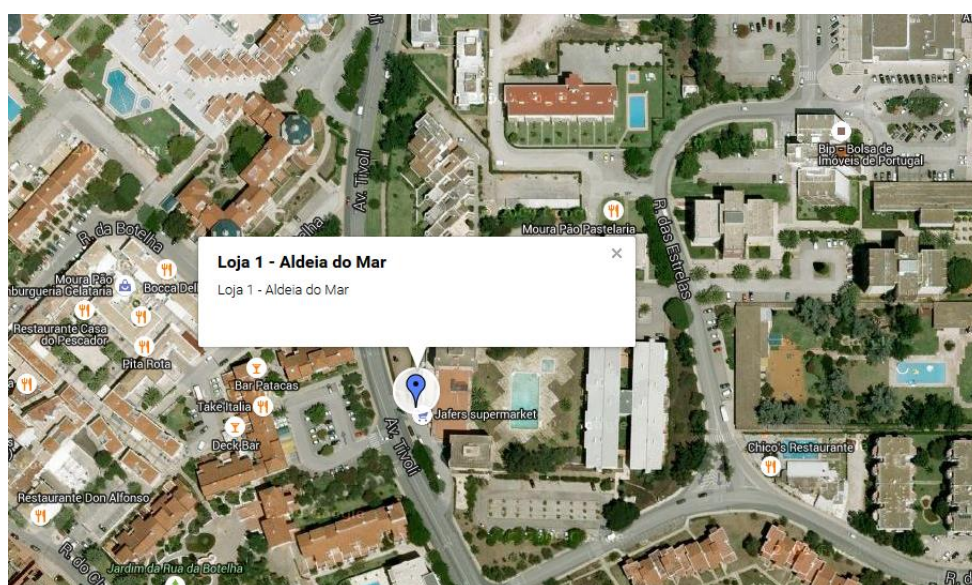 Av. Tivoli
Bip - Bolsa de
Imóveis de Portugal
R. da Botelha
Moura Pão Pastelaria
R. das Estrelas
Loja 1 - Aldeia do Mar
Loja 1 - Aldeia do Mar
Moura Pão
Hamburgueria Gelataria
Restaurante Casa
do Pescador
Pita Rota
Bar Patacas
Take Italia
Deck Bar
Jafers supermarket
Av. Tivoli
Chico's Restaurante
Restaurante Don Alfonso
Jardim da Rua da Botelha